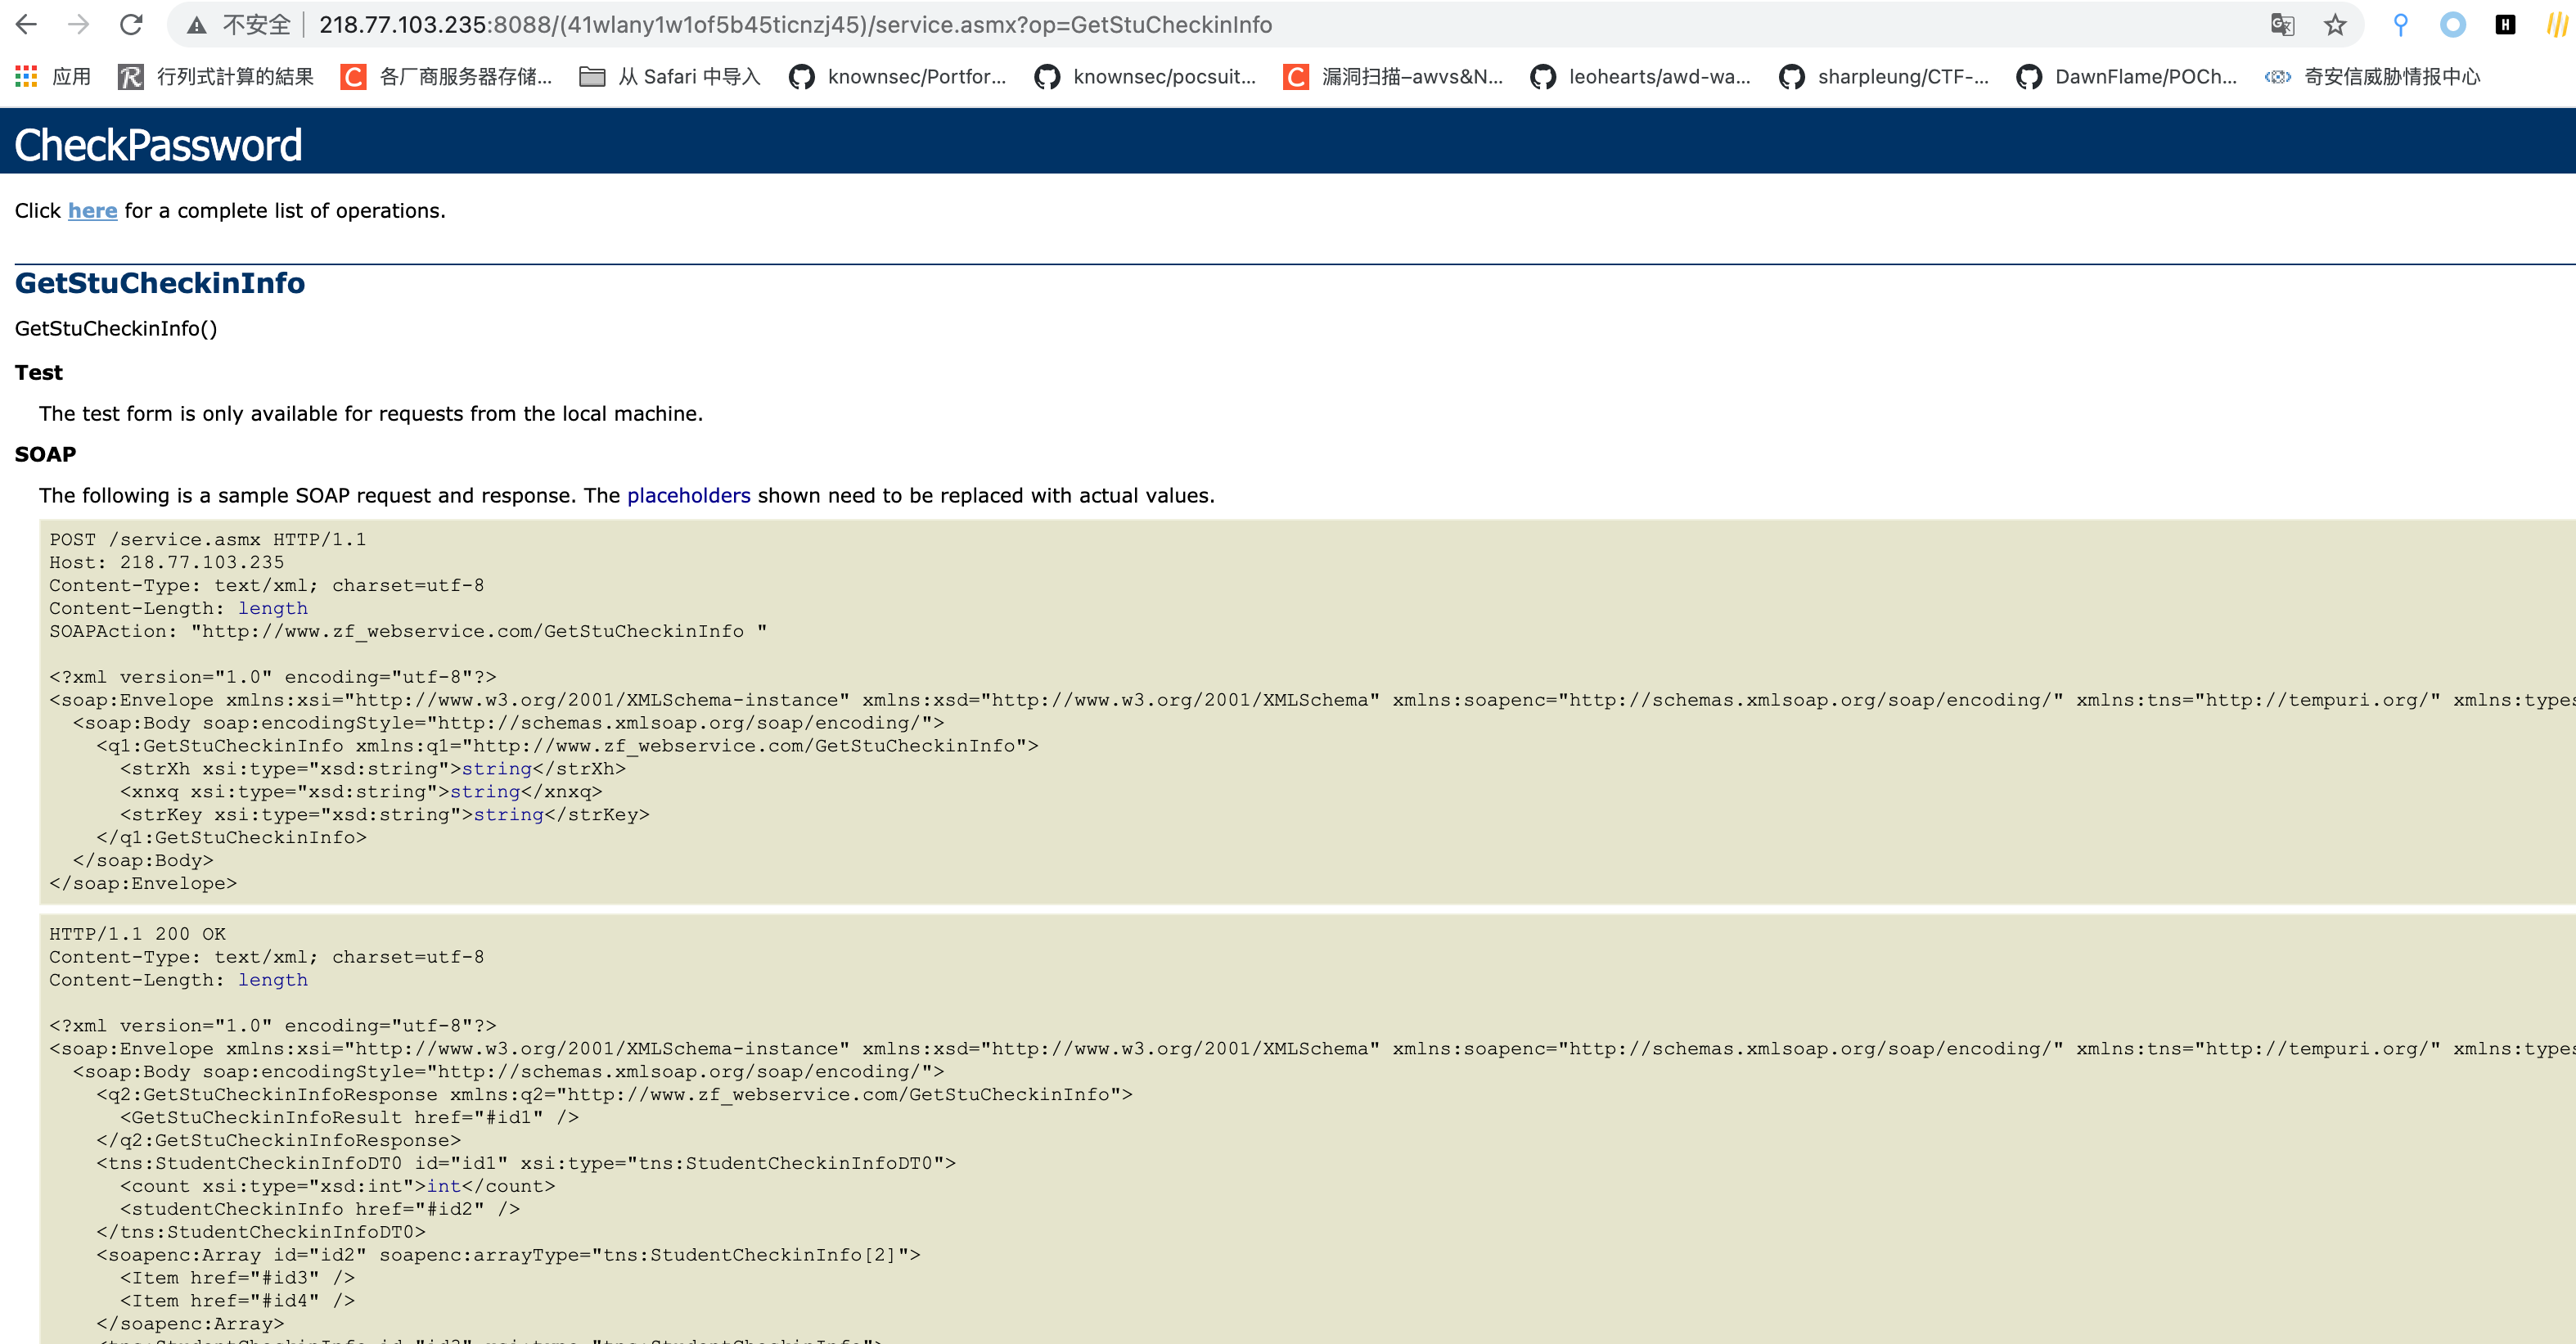 不安全 218.77.103.235:8088/(41wlany1w1of5b45ticnzj45)/service.asmx?op=GetStuCheckinInfo
应用 行列式計算的結果 各厂商服务器存储... 从 Safari 中导入 knownsec/Portfor... knownsec/pocsuit... 漏洞扫描–awvs&N... leohearts/awd-wa... sharpleung/CTF-... DawnFlame/POCh... 奇安信威胁情报中心
CheckPassword
Click here for a complete list of operations.
GetStuCheckinInfo
GetStuCheckinInfo()
Test
The test form is only available for requests from the local machine.
SOAP
The following is a sample SOAP request and response. The placeholders shown need to be replaced with actual values.
POST /service.asmx HTTP/1.1
Host: 218.77.103.235
Content-Type: text/xml; charset=utf-8
Content-Length: length
SOAPAction: "http://www.zf_webservice.com/GetStuCheckinInfo "
<?xml version="1.0" encoding="utf-8"?>
<soap:Envelope xmlns:xsi="http://www.w3.org/2001/XMLSchema-instance" xmlns:xsd="http://www.w3.org/2001/XMLSchema" xmlns:soapenc="http://schemas.xmlsoap.org/soap/encoding/" xmlns:tns="http://tempuri.org/" xmlns:types
<soap:Body soap:encodingStyle="http://schemas.xmlsoap.org/soap/encoding/">
<q1:GetStuCheckinInfo xmlns:q1="http://www.zf_webservice.com/GetStuCheckinInfo">
<strXh xsi:type="xsd:string">string</strXh>
<xnxq xsi:type="xsd:string">string</xnxq>
<strKey xsi:type="xsd:string">string</strKey>
</q1:GetStuCheckinInfo>
</soap:Body>
</soap:Envelope>
HTTP/1.1 200 OK
Content-Type: text/xml; charset=utf-8
Content-Length: length
<?xml version="1.0" encoding="utf-8"?>
<soap:Envelope xmlns:xsi="http://www.w3.org/2001/XMLSchema-instance" xmlns:xsd="http://www.w3.org/2001/XMLSchema" xmlns:soapenc="http://schemas.xmlsoap.org/soap/encoding/" xmlns:tns="http://tempuri.org/" xmlns:types
<soap:Body soap:encodingStyle="http://schemas.xmlsoap.org/soap/encoding/">
<q2:GetStuCheckinInfoResponse xmlns:q2="http://www.zf_webservice.com/GetStuCheckinInfo">
<GetStuCheckinInfoResult href="#id1" />
</q2:GetStuCheckinInfoResponse>
<tns:StudentCheckinInfoDT0 id="id1" xsi:type="tns:StudentCheckinInfoDT0">
<count xsi:type="xsd:int">int</count>
<studentCheckinInfo href="#id2" />
</tns:StudentCheckinInfoDT0>
<soapenc:Array id="id2" soapenc:arrayType="tns:StudentCheckinInfo[2]">
<Item href="#id3" />
<Item href="#id4" />
</soapenc:Array>
<tns:StudentCheckinInfo id="id3" xsi:type="tns:StudentCheckinInfo">